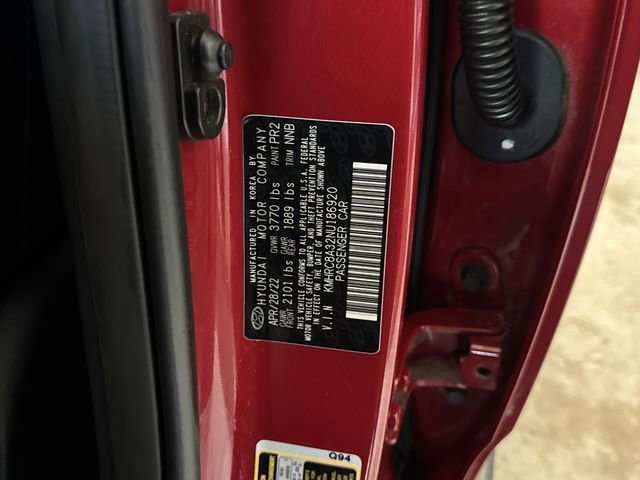 MANUFACTURED IN KOREA BY
HYUNDAI MOTOR COMPANY
APR/28/22 GVWR 3770 lbs PAINT PR2
GAWR FRONT 2101 lbs GAWR REAR 1889 lbs TRIM NNB
THIS VEHICLE CONFORMS TO ALL APPLICABLE U.S.A. FEDERAL
MOTOR VEHICLE SAFETY, BUMPER, AND THEFT PREVENTION STANDARDS
IN EFFECT ON THE DATE OF MANUFACTURE SHOWN ABOVE
V.I.N KMHRC8A32NU186920
PASSENGER CAR
Q94